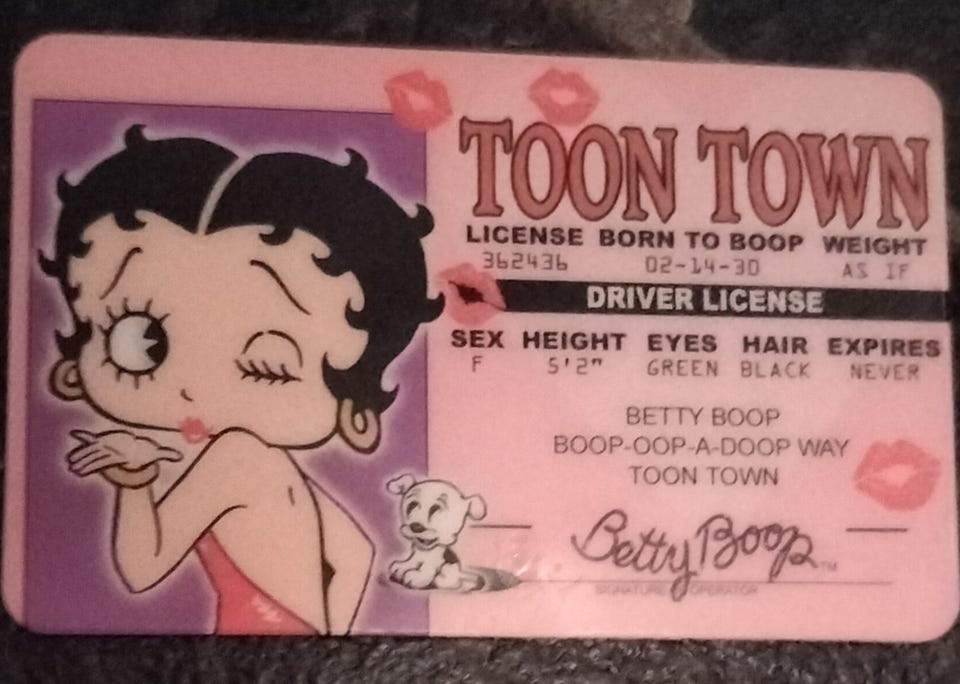 TOON TOWN
LICENSE BORN TO BOOP WEIGHT
362436 02-14-30 AS IF
DRIVER LICENSE
SEX HEIGHT EYES HAIR EXPIRES
F 5'2" GREEN BLACK NEVER
BETTY BOOP
BOOP-OOP-A-DOOP WAY
TOON TOWN
Betty Boop™
SIGNATURE OPERATOR